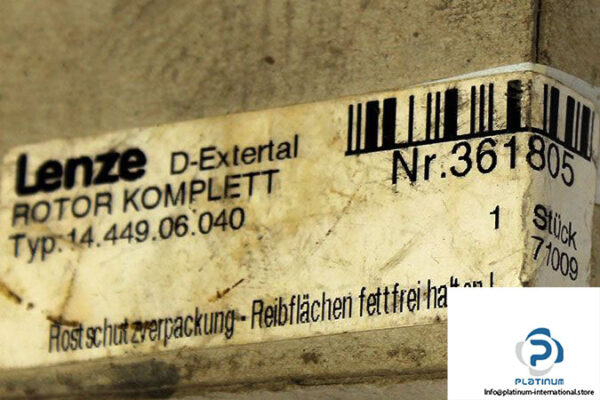 Lenze D-Extertal
Nr.361805
ROTOR KOMPLETT
Typ: 14.449.06.040
1 Stück
71009
Rostschutzverpackung - Reibflächen fettfrei halten !
PLATINUM
Info@platinum-international.store